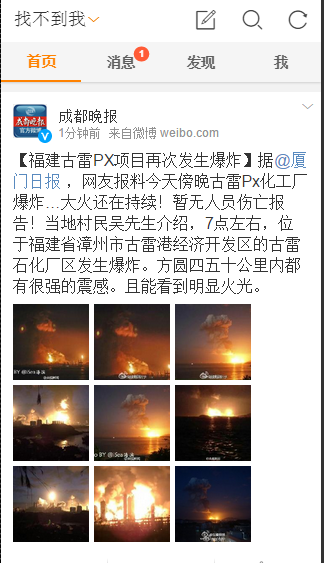 找不到我
首页 消息 1 发现 我
成都晚报
1分钟前 来自微博 weibo.com
【福建古雷PX项目再次发生爆炸】据@厦
门日报 ，网友报料今天傍晚古雷Px化工厂
爆炸…大火还在持续！暂无人员伤亡报
告！当地村民吴先生介绍，7点左右，位
于福建省漳州市古雷港经济开发区的古雷
石化厂区发生爆炸。方圆四五十公里内都
有很强的震感。且能看到明显火光。